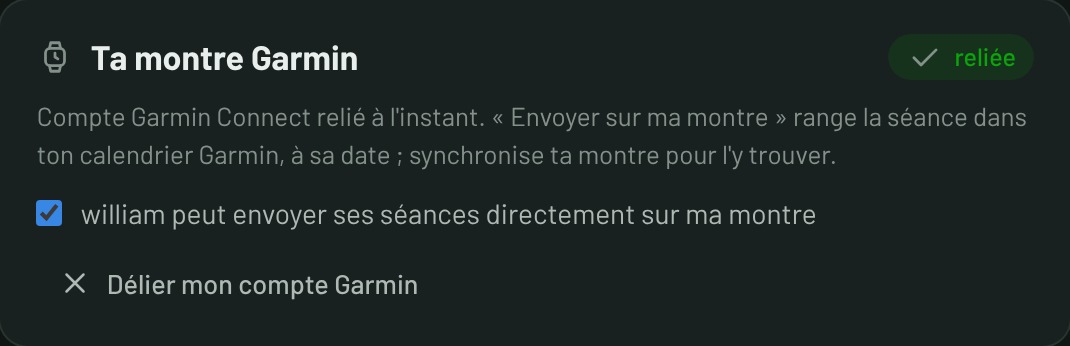 Ta montre Garmin
reliée
Compte Garmin Connect relié à l'instant. « Envoyer sur ma montre » range la séance dans
ton calendrier Garmin, à sa date ; synchronise ta montre pour l'y trouver.
william peut envoyer ses séances directement sur ma montre
Délier mon compte Garmin